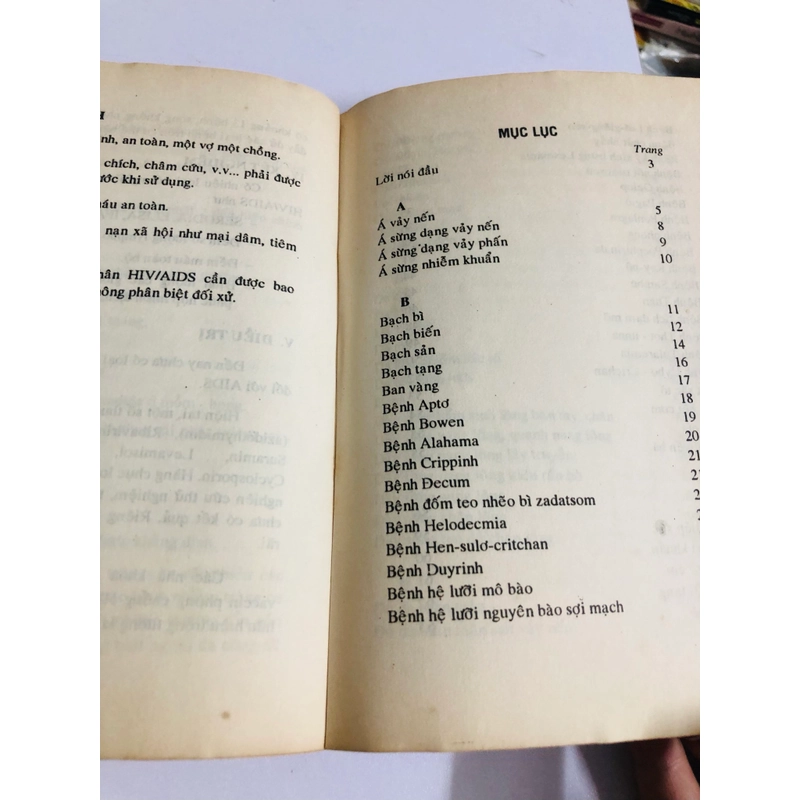 H
nh, an toàn, một vợ một chồng.
chích, châm cứu, v.v... phải được
ước khi sử dụng.
náu an toàn.
nạn xã hội như mại dâm, tiêm
hân HIV/AIDS cần được bao
hông phân biệt đối xử.
MỤC LỤC
Trang
Lời nói đầu 3
A
Á vảy nến 5
Á sừng dạng vảy nến 8
Á sừng dạng vảy phấn 9
Á sừng nhiễm khuẩn 10
B
Bạch bì 11
Bạch biến 12
Bạch sản 14
Bạch tạng 16
Ban vàng 17
Bệnh Aptơ 18
Bệnh Bowen 19
Bệnh Alahama 20
Bệnh Crippinh 21
Bệnh Đecum
Bệnh đốm teo nhẽo bì zadatsom
Bệnh Helodecmia
Bệnh Hen-sulơ-critchan
Bệnh Duyrinh
Bệnh hệ lưỡi mô bào
Bệnh hệ lưỡi nguyên bào sợi mạch